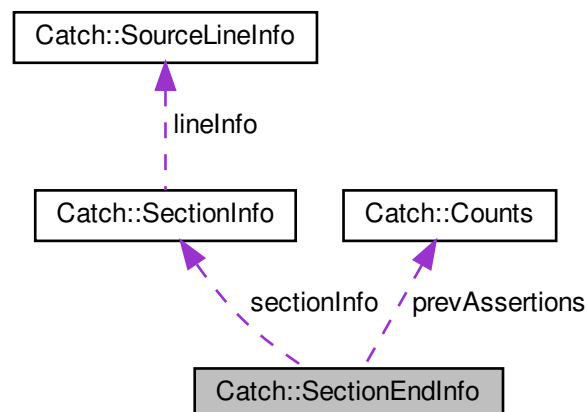 Catch::SourceLineInfo
lineInfo
Catch::SectionInfo
Catch::Counts
sectionInfo
prevAssertions
Catch::SectionEndInfo